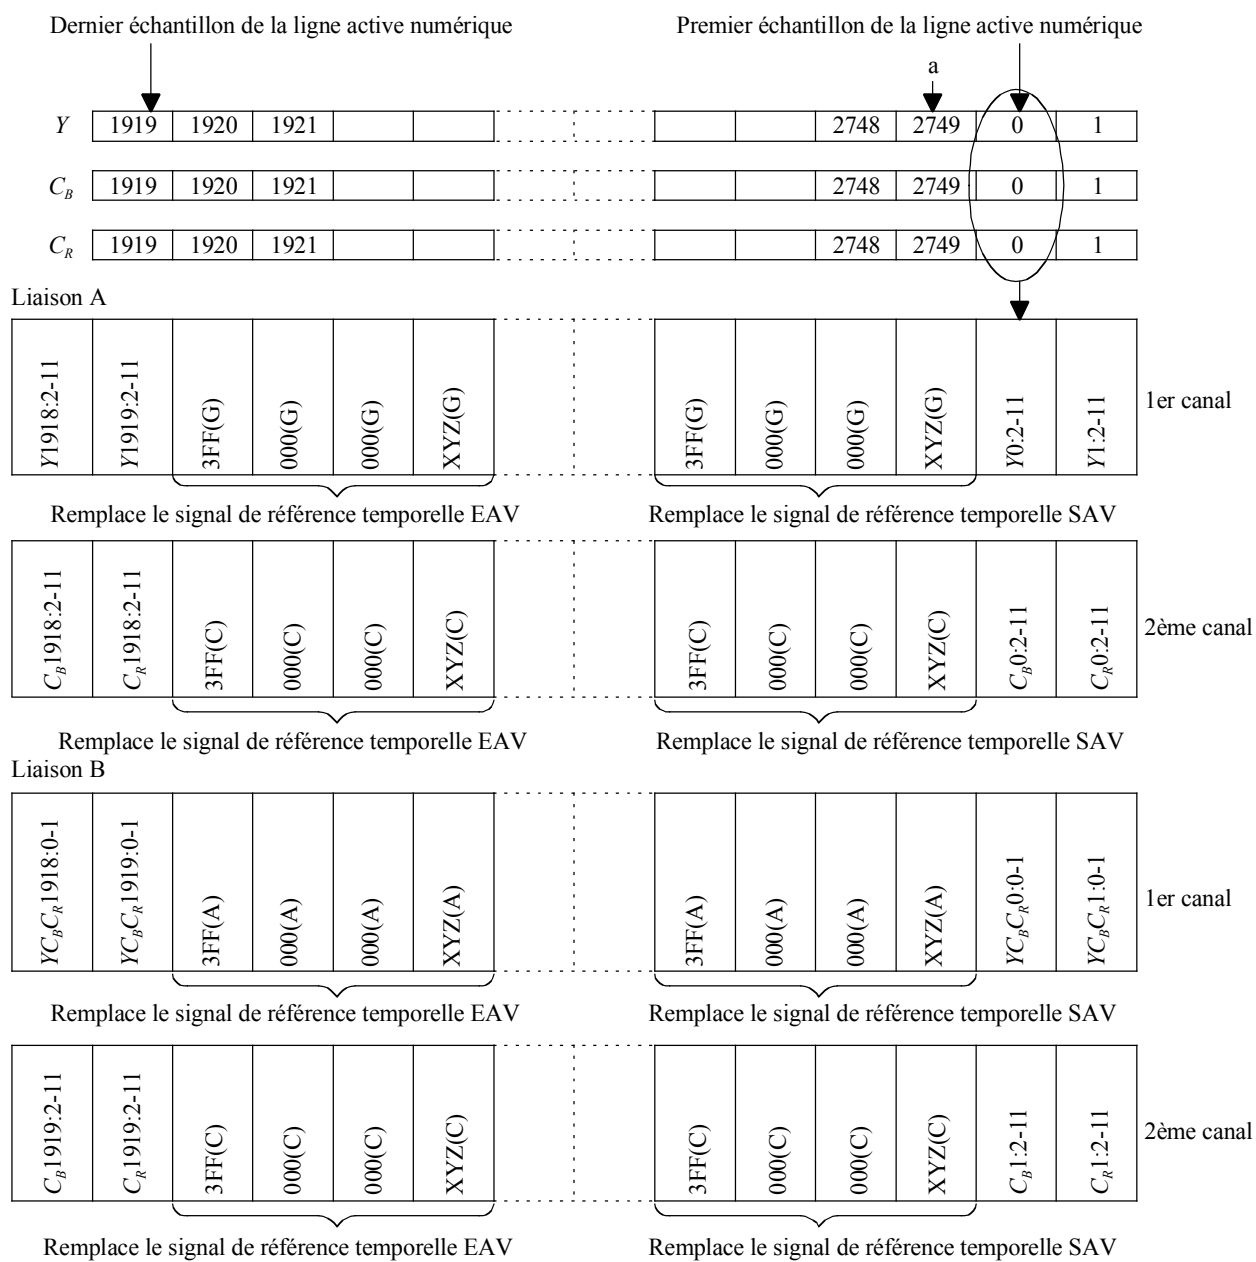 Dernier échantillon de la ligne active numérique
Premier échantillon de la ligne active numérique
a
Y 1919 1920 1921 2748 2749 0 1
C_B 1919 1920 1921 2748 2749 0 1
C_R 1919 1920 1921 2748 2749 0 1
Liaison A
Y1918:2-11 Y1919:2-11 3FF(G) 000(G) 000(G) XYZ(G) 3FF(G) 000(G) 000(G) XYZ(G) Y0:2-11 Y1:2-11 1er canal
Remplace le signal de référence temporelle EAV Remplace le signal de référence temporelle SAV
C_B1918:2-11 C_R1918:2-11 3FF(C) 000(C) 000(C) XYZ(C) 3FF(C) 000(C) 000(C) XYZ(C) C_B0:2-11 C_R0:2-11 2ème canal
Remplace le signal de référence temporelle EAV Remplace le signal de référence temporelle SAV
Liaison B
YC_BC_R1918:0-1 YC_BC_R1919:0-1 3FF(A) 000(A) 000(A) XYZ(A) 3FF(A) 000(A) 000(A) XYZ(A) YC_BC_R0:0-1 YC_BC_R1:0-1 1er canal
Remplace le signal de référence temporelle EAV Remplace le signal de référence temporelle SAV
C_B1919:2-11 C_R1919:2-11 3FF(C) 000(C) 000(C) XYZ(C) 3FF(C) 000(C) 000(C) XYZ(C) C_B1:2-11 C_R1:2-11 2ème canal
Remplace le signal de référence temporelle EAV Remplace le signal de référence temporelle SAV